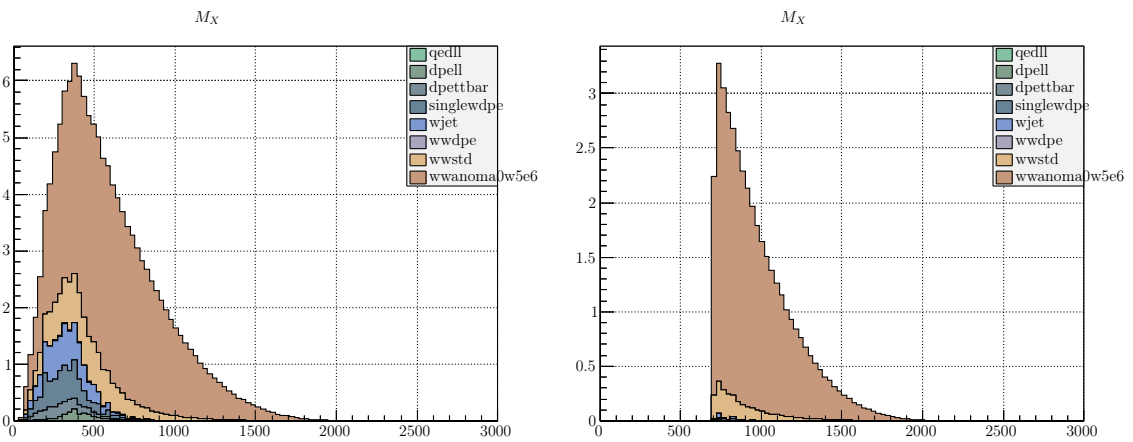 M_X
qedll
dpell
dpettbar
singlewdpe
wjet
wwdpe
wwstd
wwanoma0w5e6
6
5
4
3
2
1
0
0 500 1000 1500 2000 2500 3000
M_X
qedll
dpell
dpettbar
singlewdpe
wjet
wwdpe
wwstd
wwanoma0w5e6
3
2.5
2
1.5
1
0.5
0
0 500 1000 1500 2000 2500 3000